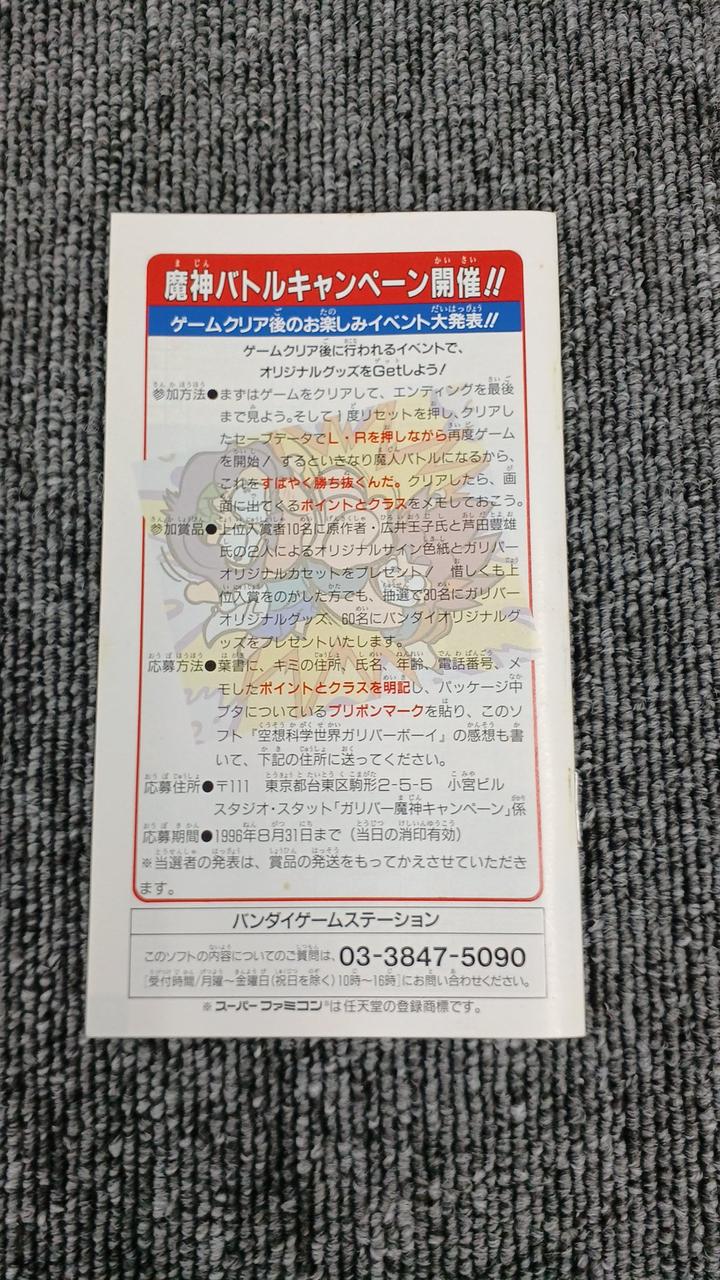 魔神バトルキャンペーン開催!!
ゲームクリア後のお楽しみイベント大発表!!
ゲームクリア後に行われるイベントで、
オリジナルグッズをGetしよう!
参加方法●まずはゲームをクリアして、エンディングを最後
まで見よう。そして1度リセットを押し、クリアし
たセーブデータでL・Rを押しながら再度ゲーム
を開始! するといきなり魔人バトルになるから、
これをすばやく勝ち抜くんだ。クリアしたら、画
面に出てくるポイントとクラスをメモしておこう。
参加賞品●上位入賞者10名に原作者・広井王子氏と芦田豊雄
氏の2人によるオリジナルサイン色紙とガリバー
オリジナルカセットをプレゼント! 惜しくも上
位入賞をのがした方でも、抽選で30名にガリバー
オリジナルグッズ、60名にバンダイオリジナルグ
ッズをプレゼントいたします。
応募方法●葉書に、キミの住所、氏名、年齢、電話番号、メ
モしたポイントとクラスを明記し、パッケージ中
ブタについているプリポンマークを貼り、このソ
フト『空想科学世界ガリバーボーイ』の感想も書
いて、下記の住所に送ってください。
応募住所●〒111 東京都台東区駒形2-5-5 小宮ビル
スタジオ・スタット「ガリバー魔神キャンペーン」係
応募期間●1996年8月31日まで(当日の消印有効)
※当選者の発表は、賞品の発送をもってかえさせていただき
ます。
バンダイゲームステーション
このソフトの内容についてのご質問は、03-3847-5090
[受付時間/月曜~金曜日(祝日を除く)10時~16時]にお問い合わせください。
※スーパーファミコン®は任天堂の登録商標です。